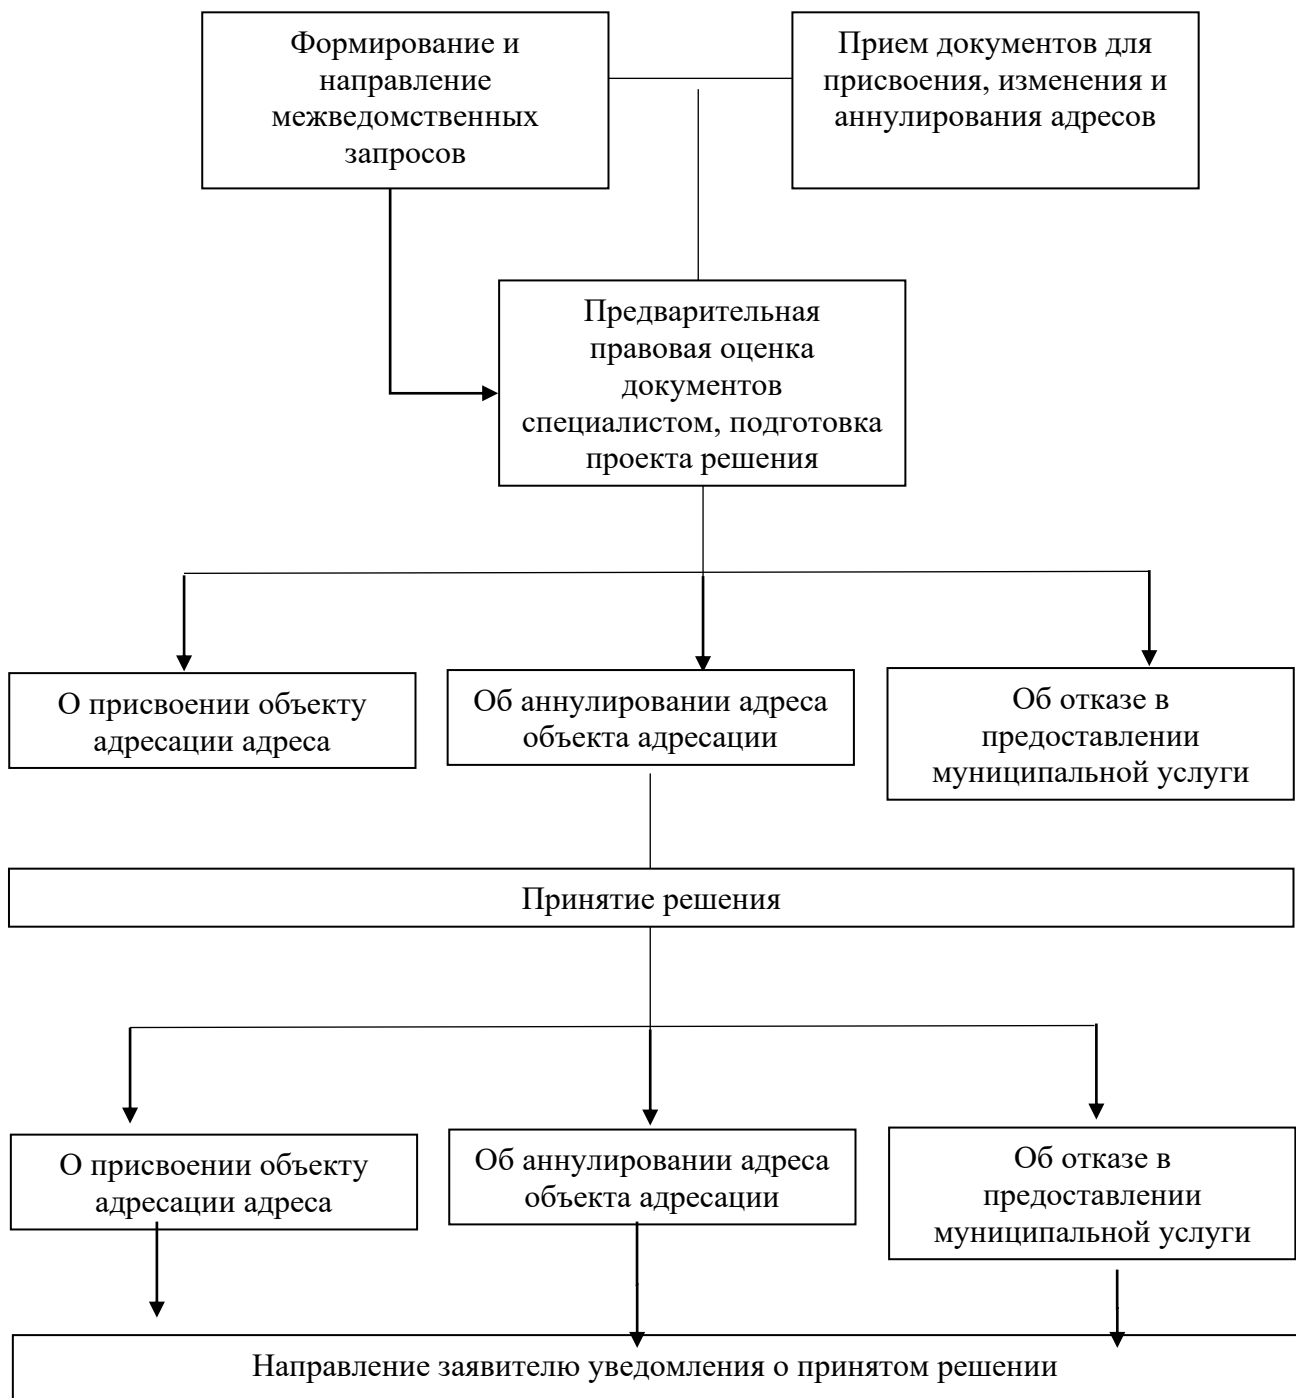 Формирование и
направление
межведомственных
запросов
Прием документов для
присвоения, изменения и
аннулирования адресов
Предварительная
правовая оценка
документов
специалистом, подготовка
проекта решения
О присвоении объекту
адресации адреса
Об аннулировании адреса
объекта адресации
Об отказе в
предоставлении
муниципальной услуги
Принятие решения
О присвоении объекту
адресации адреса
Об аннулировании адреса
объекта адресации
Об отказе в
предоставлении
муниципальной услуги
Направление заявителю уведомления о принятом решении